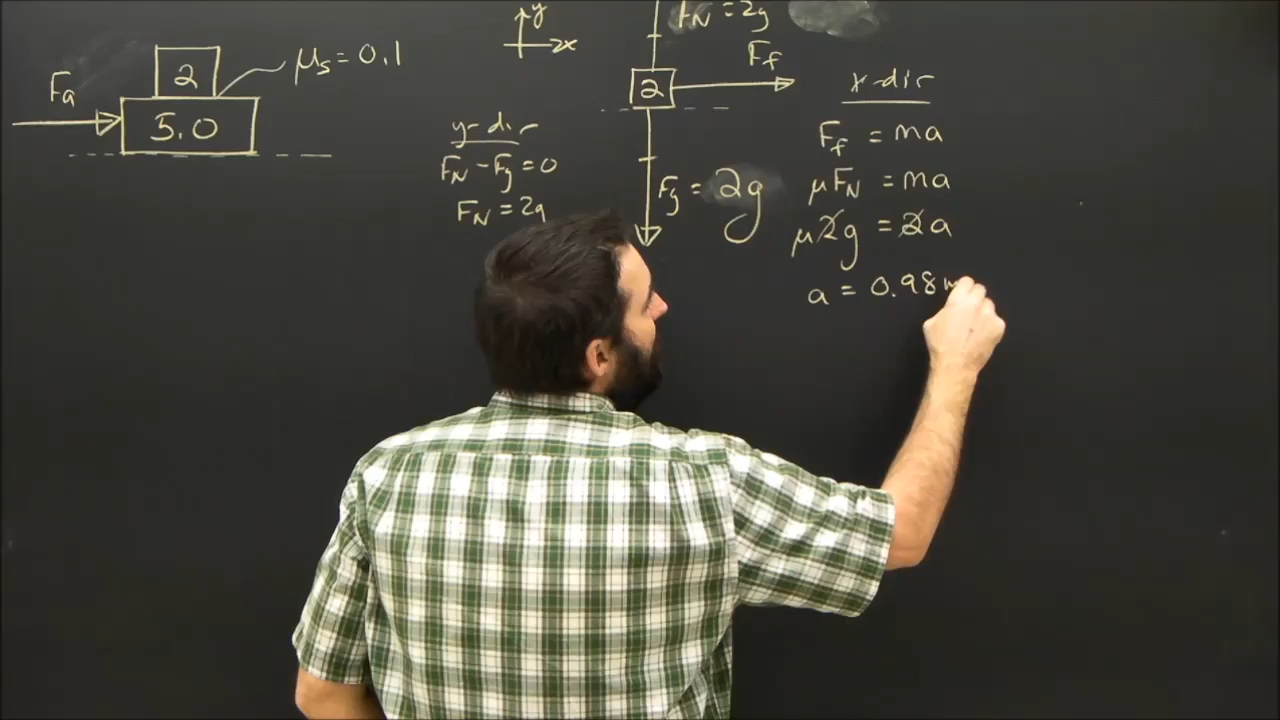 Fa
2
5.0
μs = 0.1
y
x
FN = 2g
Ff
2
Fg = 2g
y-dir
FN - Fg = 0
FN = 2g
x-dir
Ff = ma
μFN = ma
μ2g = 2a
a = 0.98 m